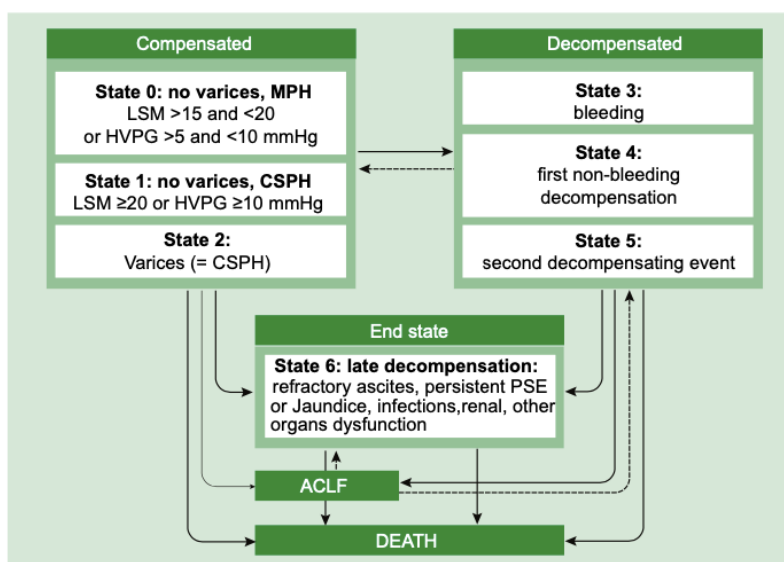 Compensated
State 0: no varices, MPH
LSM >15 and <20
or HVPG >5 and <10 mmHg
State 1: no varices, CSPH
LSM ≥20 or HVPG ≥10 mmHg
State 2:
Varices (= CSPH)
Decompensated
State 3:
bleeding
State 4:
first non-bleeding
decompensation
State 5:
second decompensating event
End state
State 6: late decompensation:
refractory ascites, persistent PSE
or Jaundice, infections,renal, other
organs dysfunction
ACLF
DEATH